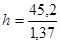 h = 45,2 / 1,37